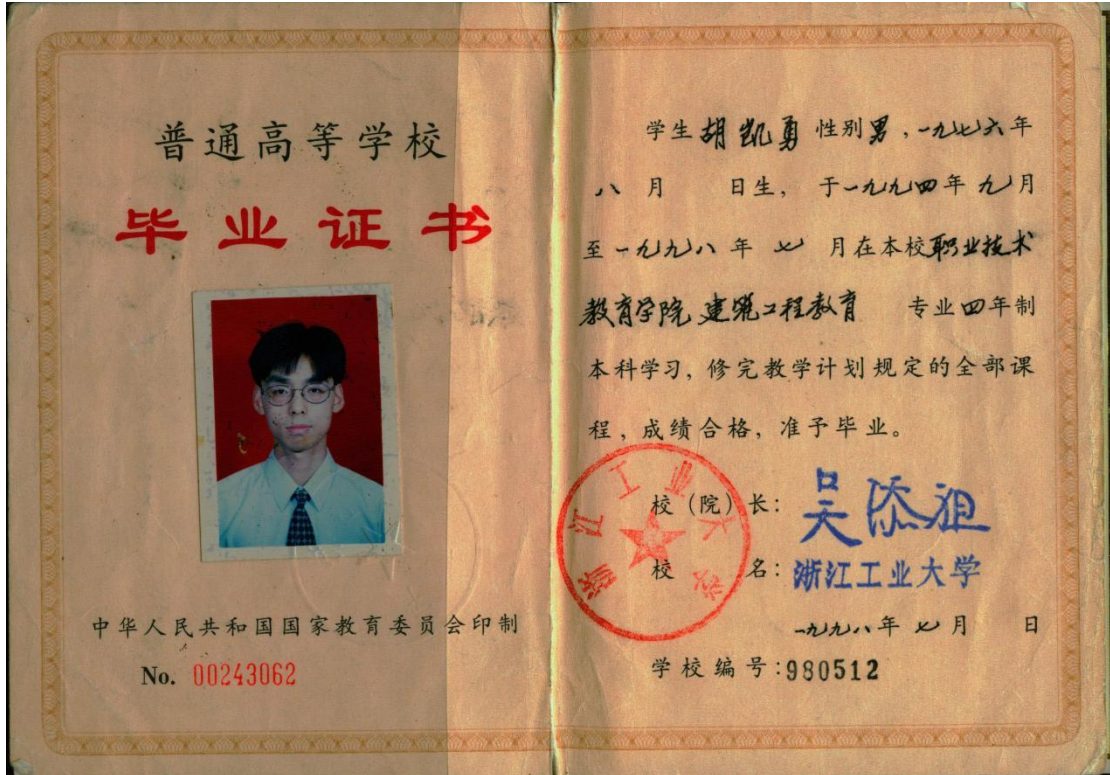 普通高等学校
毕业证书
中华人民共和国国家教育委员会印制
No. 00243062
学生胡凯勇 性别男，一九七六年
八月 日生， 于一九九四年九月
至一九九八年 七 月在本校职业技术
教育学院建筑工程教育 专业四年制
本科学习，修完教学计划规定的全部课
程，成绩合格，准予毕业。
校（院）长：吴添祖
校 名：浙江工业大学
浙江工业大学
一九九八年七月 日
学校编号:980512